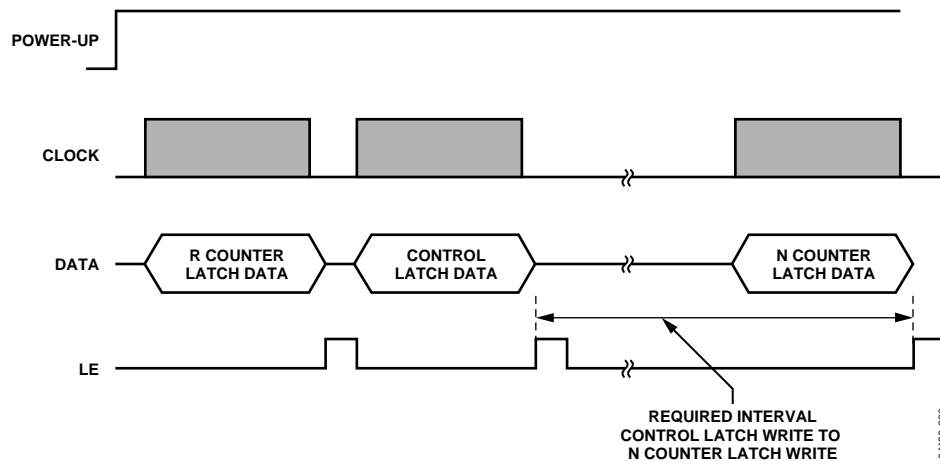 POWER-UP
CLOCK
DATA
R COUNTER
LATCH DATA
CONTROL
LATCH DATA
N COUNTER
LATCH DATA
LE
REQUIRED INTERVAL
CONTROL LATCH WRITE TO
N COUNTER LATCH WRITE